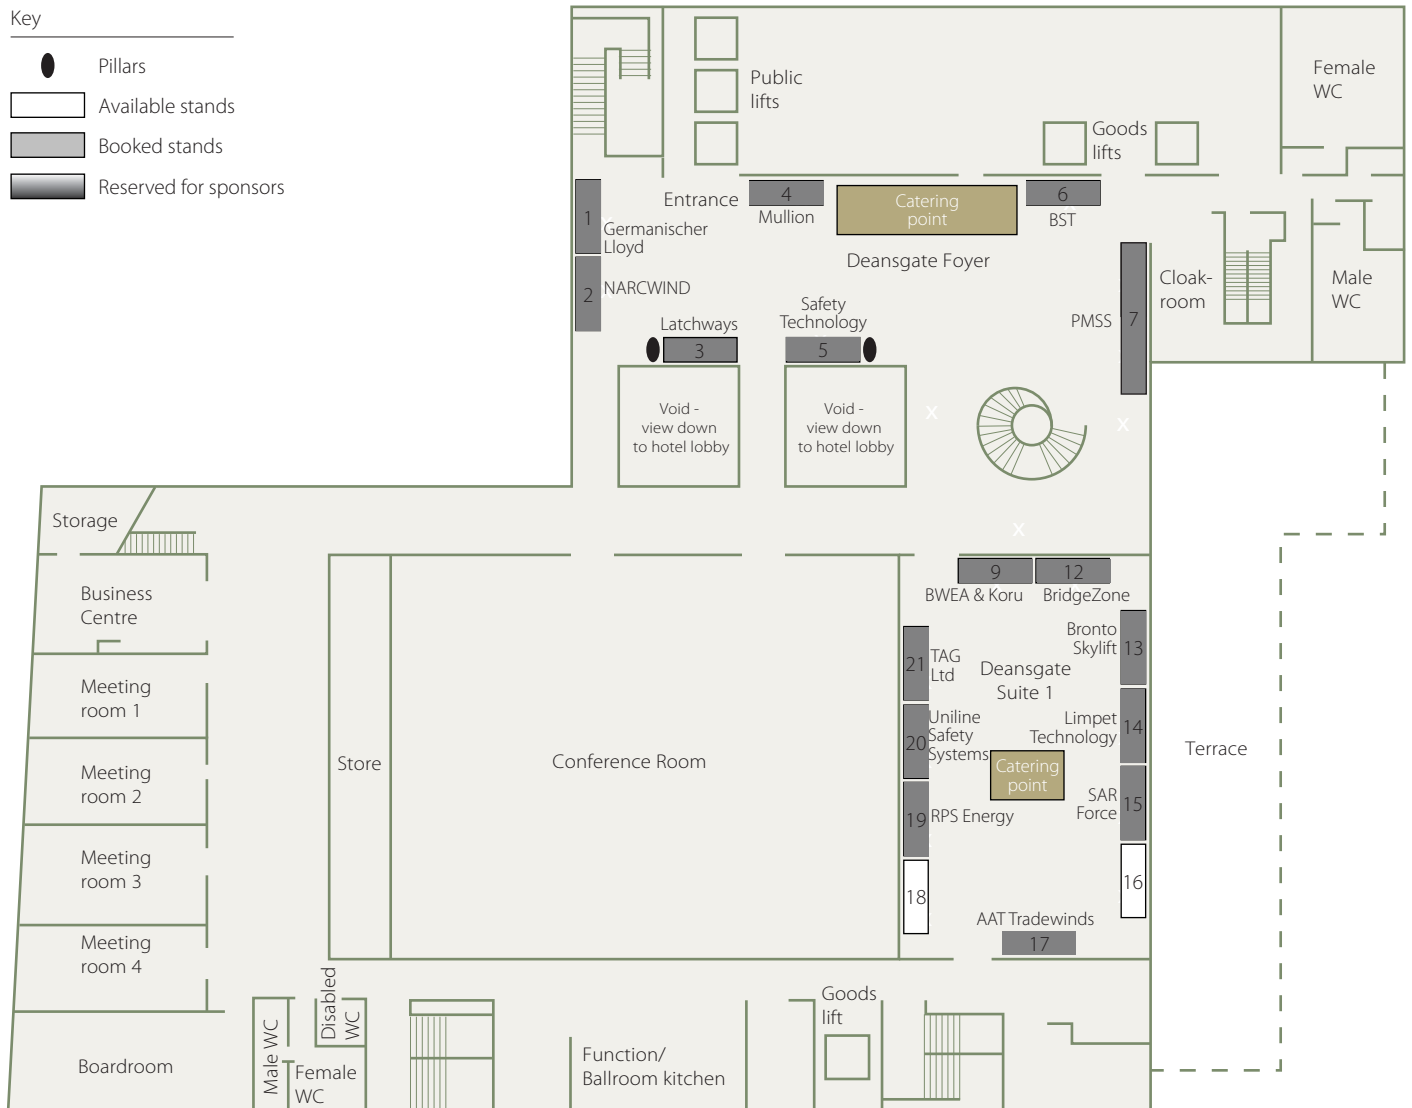 Key
Pillars
Available stands
Booked stands
Reserved for sponsors
Public
lifts
Goods
lifts
Female
WC
Entrance
4
Mullion
Catering
point
6
BST
1
Germanischer
Lloyd
2
NARCWIND
Deansgate Foyer
Cloak-
room
Male
WC
Latchways
3
Safety
Technology
5
PMSS
7
Void -
view down
to hotel lobby
Void -
view down
to hotel lobby
x
x
x
Storage
Business
Centre
Meeting
room 1
Meeting
room 2
Meeting
room 3
Meeting
room 4
Boardroom
Store
Conference Room
9
BWEA & Koru
12
BridgeZone
Bronto
Skylift
13
21
TAG
Ltd
Deansgate
Suite 1
Limpet
Technology
14
20
Uniline
Safety
Systems
Catering
point
SAR
Force
15
19
RPS Energy
18
16
AAT Tradewinds
17
Terrace
Male WC
Disabled
WC
Female
WC
Function/
Ballroom kitchen
Goods
lift